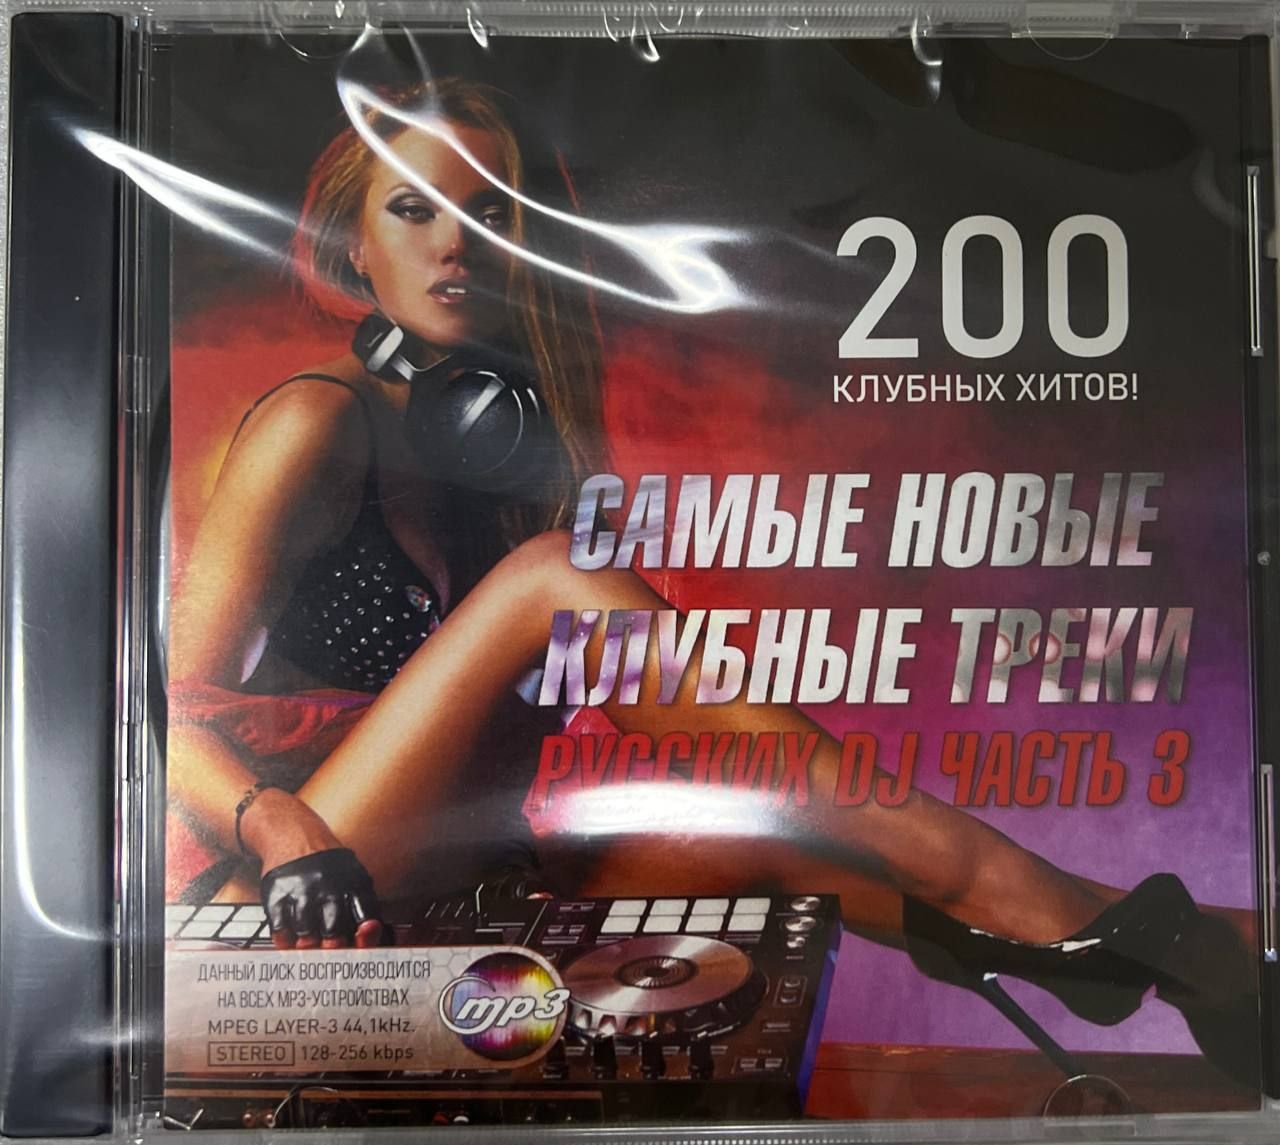 200
КЛУБНЫХ ХИТОВ!
САМЫЕ НОВЫЕ
КЛУБНЫЕ ТРЕКИ
РУССКИХ DJ ЧАСТЬ 3
ДАННЫЙ ДИСК ВОСПРОИЗВОДИТСЯ
НА ВСЕХ MP3-УСТРОЙСТВАХ
MPEG LAYER-3 44,1kHz.
STEREO 128-256 kbps
mp3